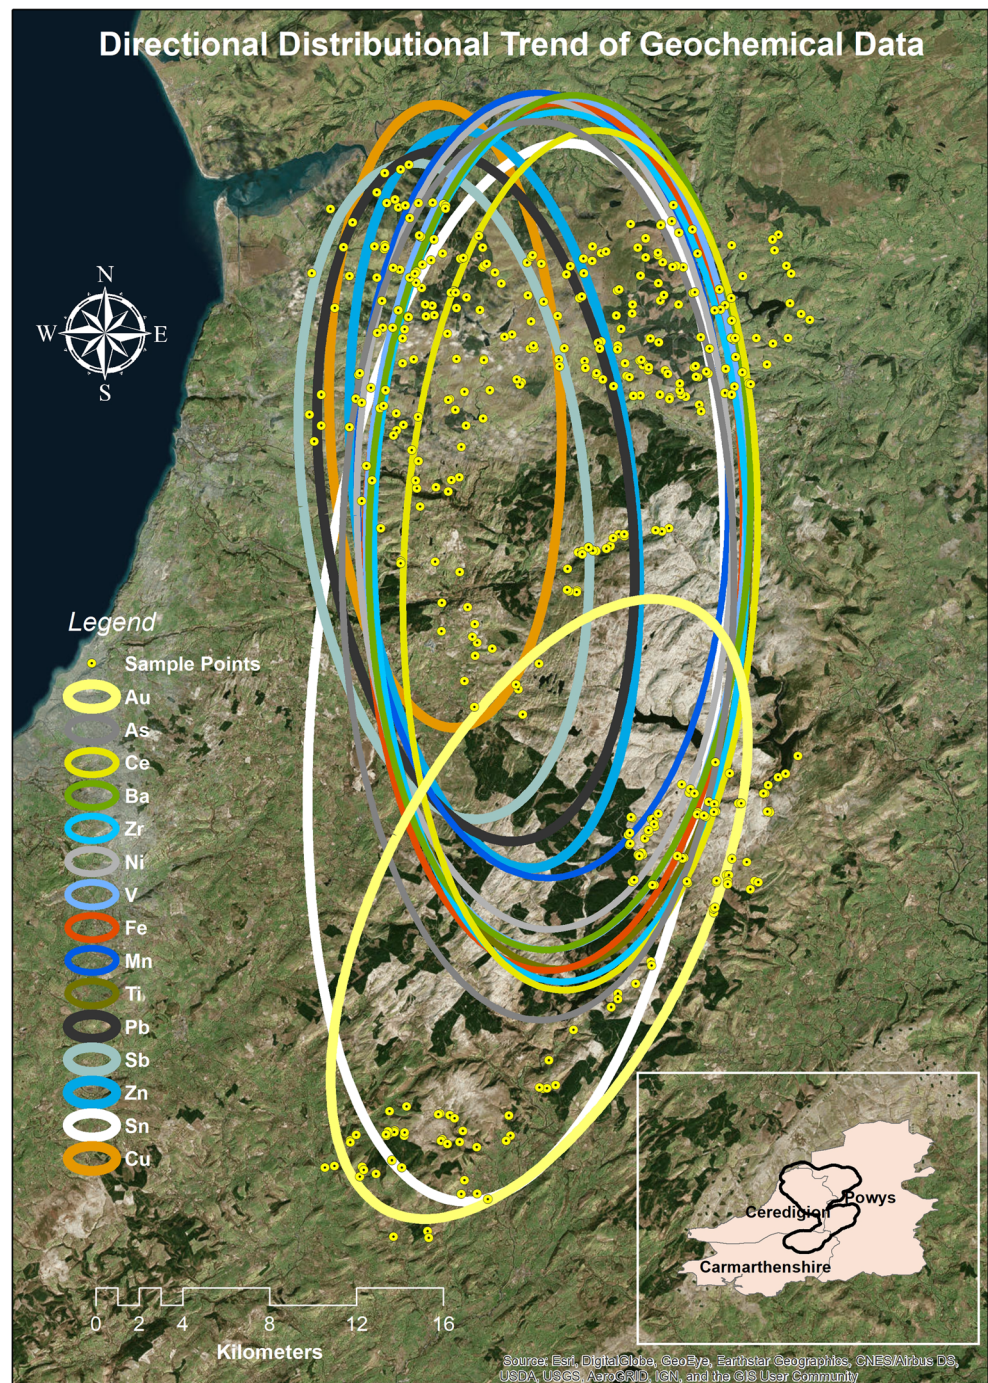 Directional Distributional Trend of Geochemical Data
N
W E
S
Legend
Sample Points
Au
As
Ce
Ba
Zr
Ni
V
Fe
Mn
Ti
Pb
Sb
Zn
Sn
Cu
Powys
Ceredigion
Carmarthenshire
0 2 4 8 12 16
Kilometers
Source: Esri, DigitalGlobe, GeoEye, Earthstar Geographics, CNES/Airbus DS,
USDA, USGS, AeroGRID, IGN, and the GIS User Community